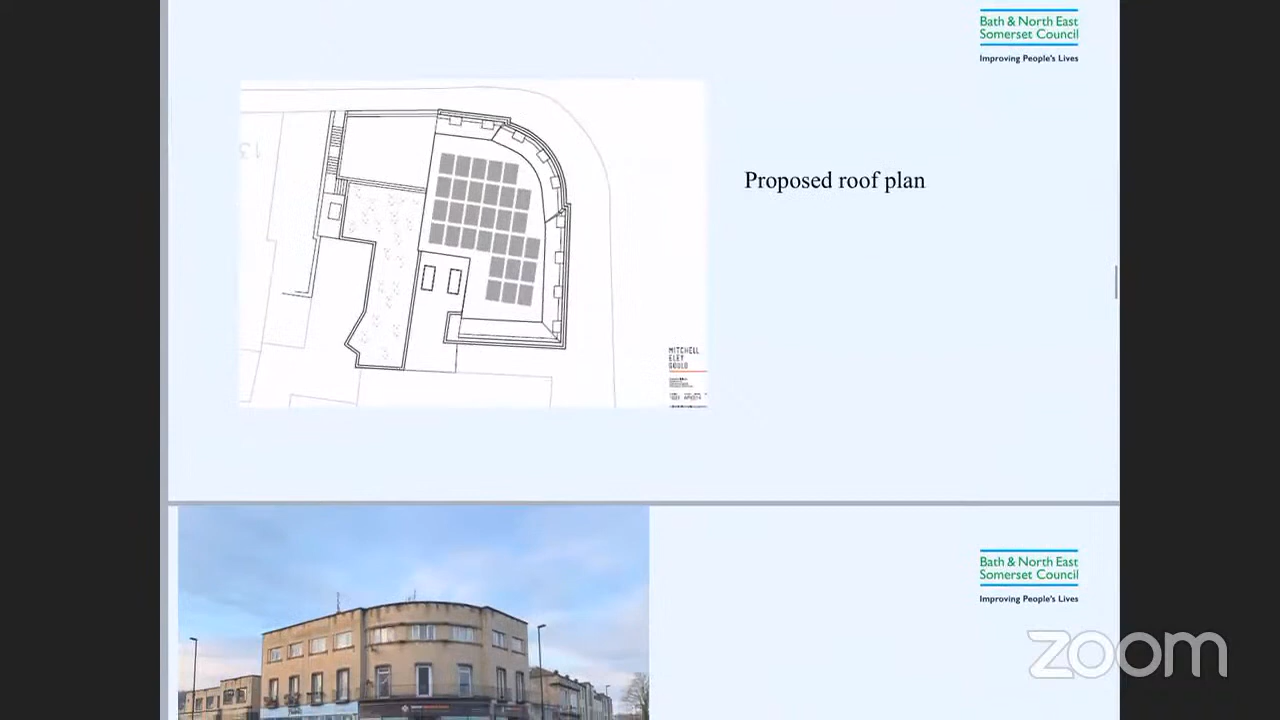 Bath & North East
Somerset Council
Improving People's Lives
13
Proposed roof plan
MITCHELL
ELEY
GOULD
Bath & North East
Somerset Council
Improving People's Lives
zoom